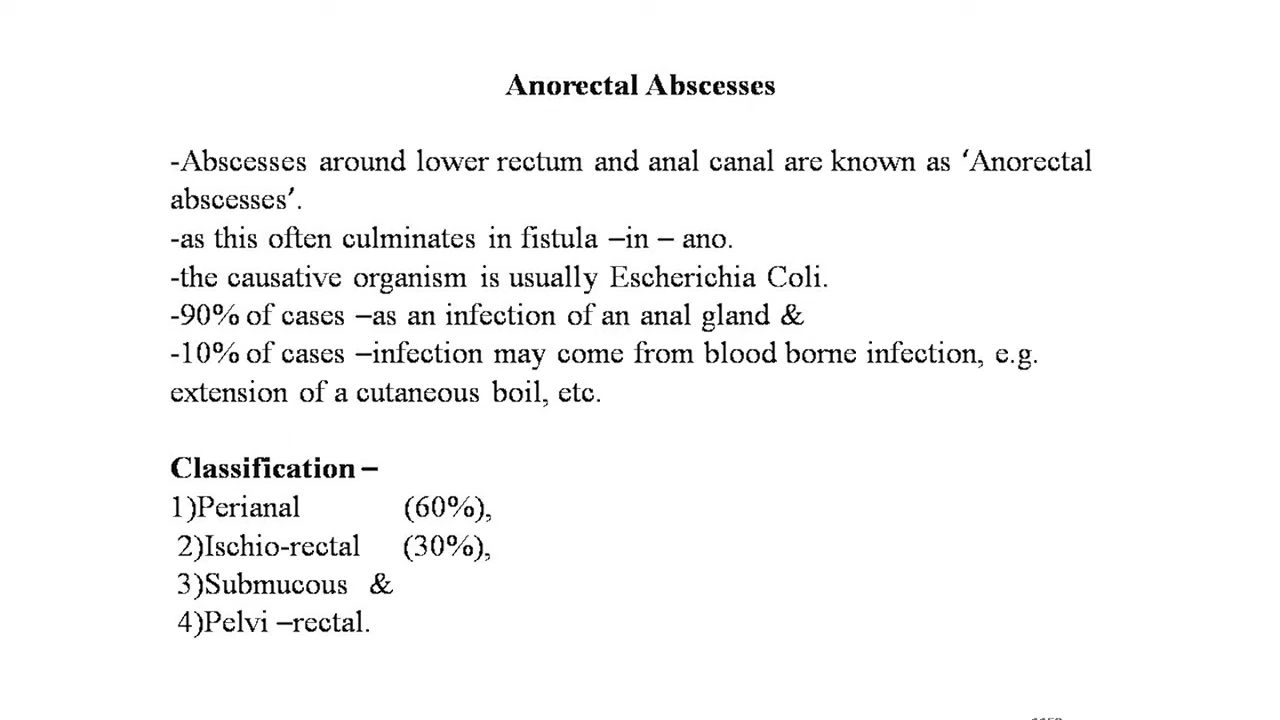 Anorectal Abscesses
-Abscesses around lower rectum and anal canal are known as ‘Anorectal
abscesses’.
-as this often culminates in fistula –in – ano.
-the causative organism is usually Escherichia Coli.
-90% of cases –as an infection of an anal gland &
-10% of cases –infection may come from blood borne infection, e.g.
extension of a cutaneous boil, etc.
Classification –
1)Perianal (60%),
2)Ischio-rectal (30%),
3)Submucous &
4)Pelvi –rectal.